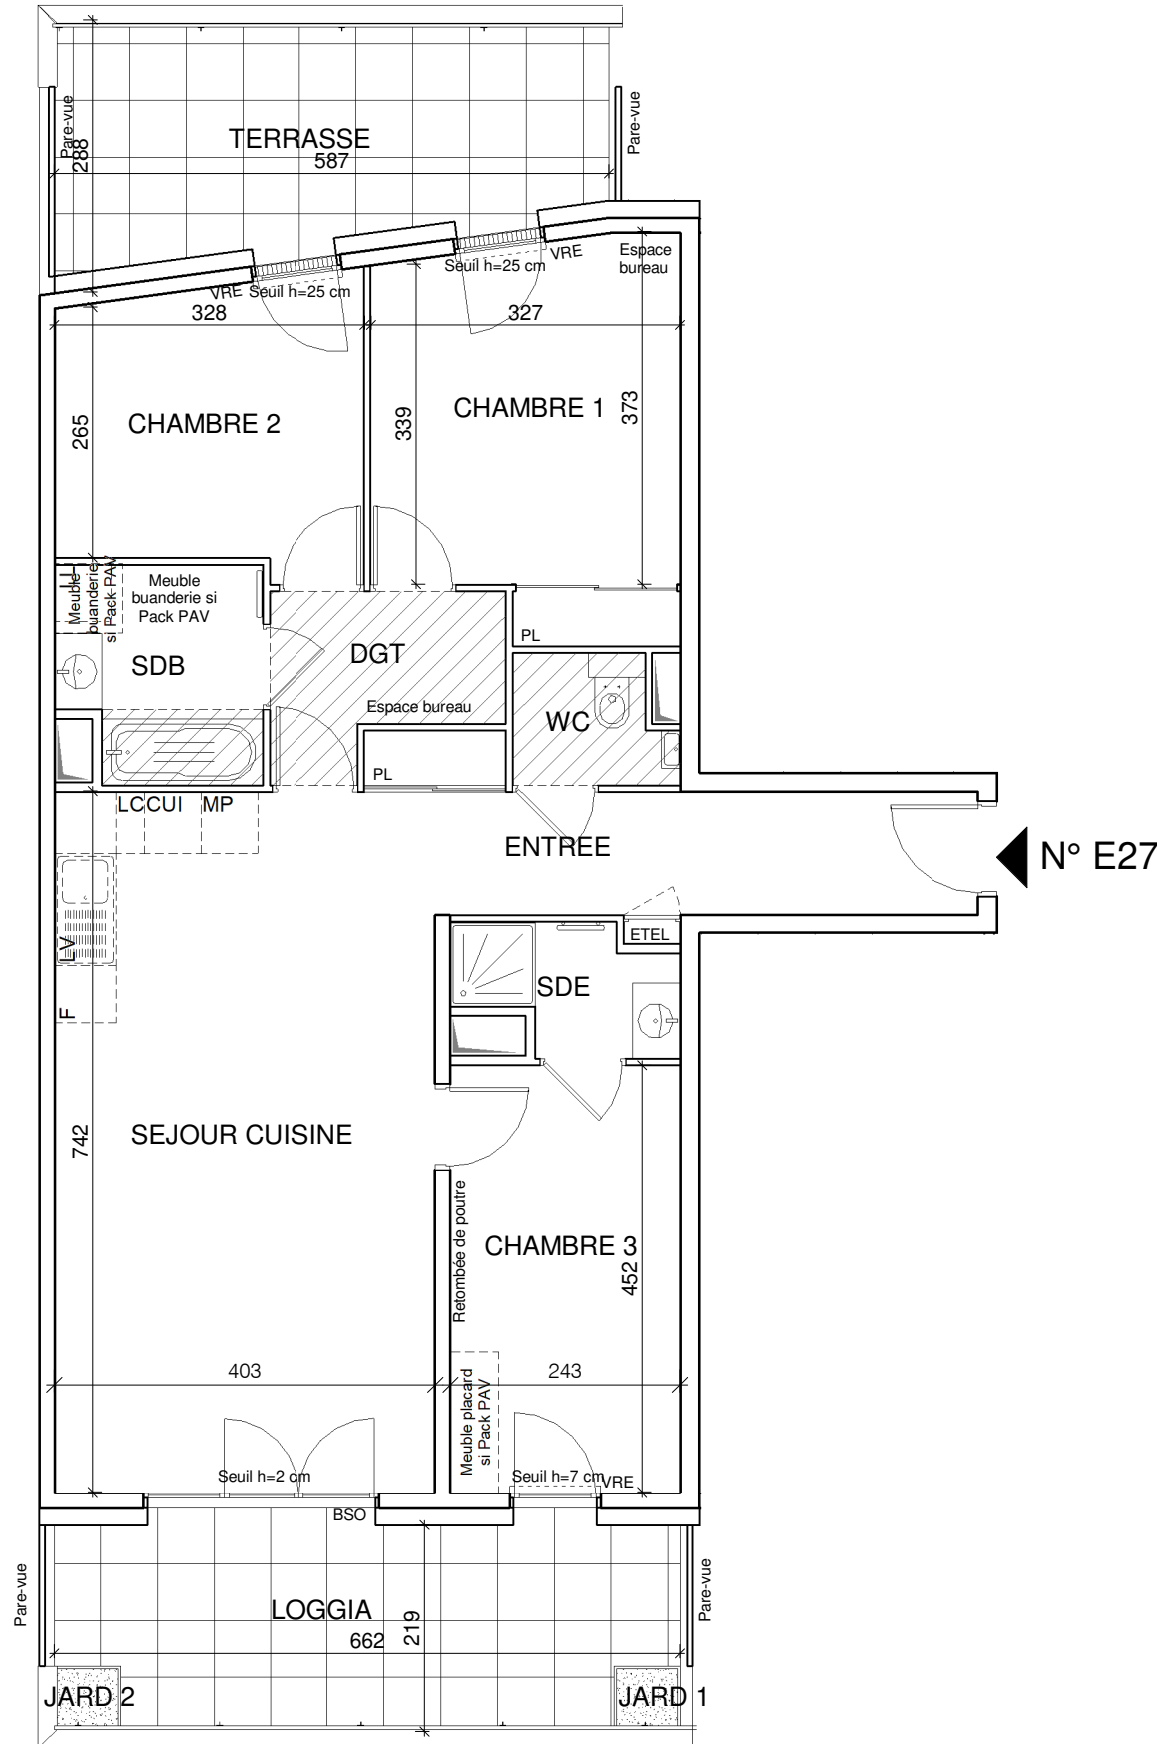 TERRASSE
587
288
Pare-vue
Pare-vue
VRE
Seuil h=25 cm
Seuil h=25 cm
VRE
Espace
bureau
328
327
CHAMBRE 2
265
339
CHAMBRE 1
373
LL
Meuble
buanderie
si Pack PAV
Meuble
buanderie si
Pack PAV
SDB
DGT
Espace bureau
PL
WC
PL
LC
CUI
MP
ENTREE
N° E27
ETEL
LV
F
SDE
SEJOUR CUISINE
742
Retombée de poutre
CHAMBRE 3
452
403
243
Meuble placard
si Pack PAV
Seuil h=2 cm
Seuil h=7 cm
VRE
BSO
Pare-vue
Pare-vue
LOGGIA
662
219
JARD 2
JARD 1